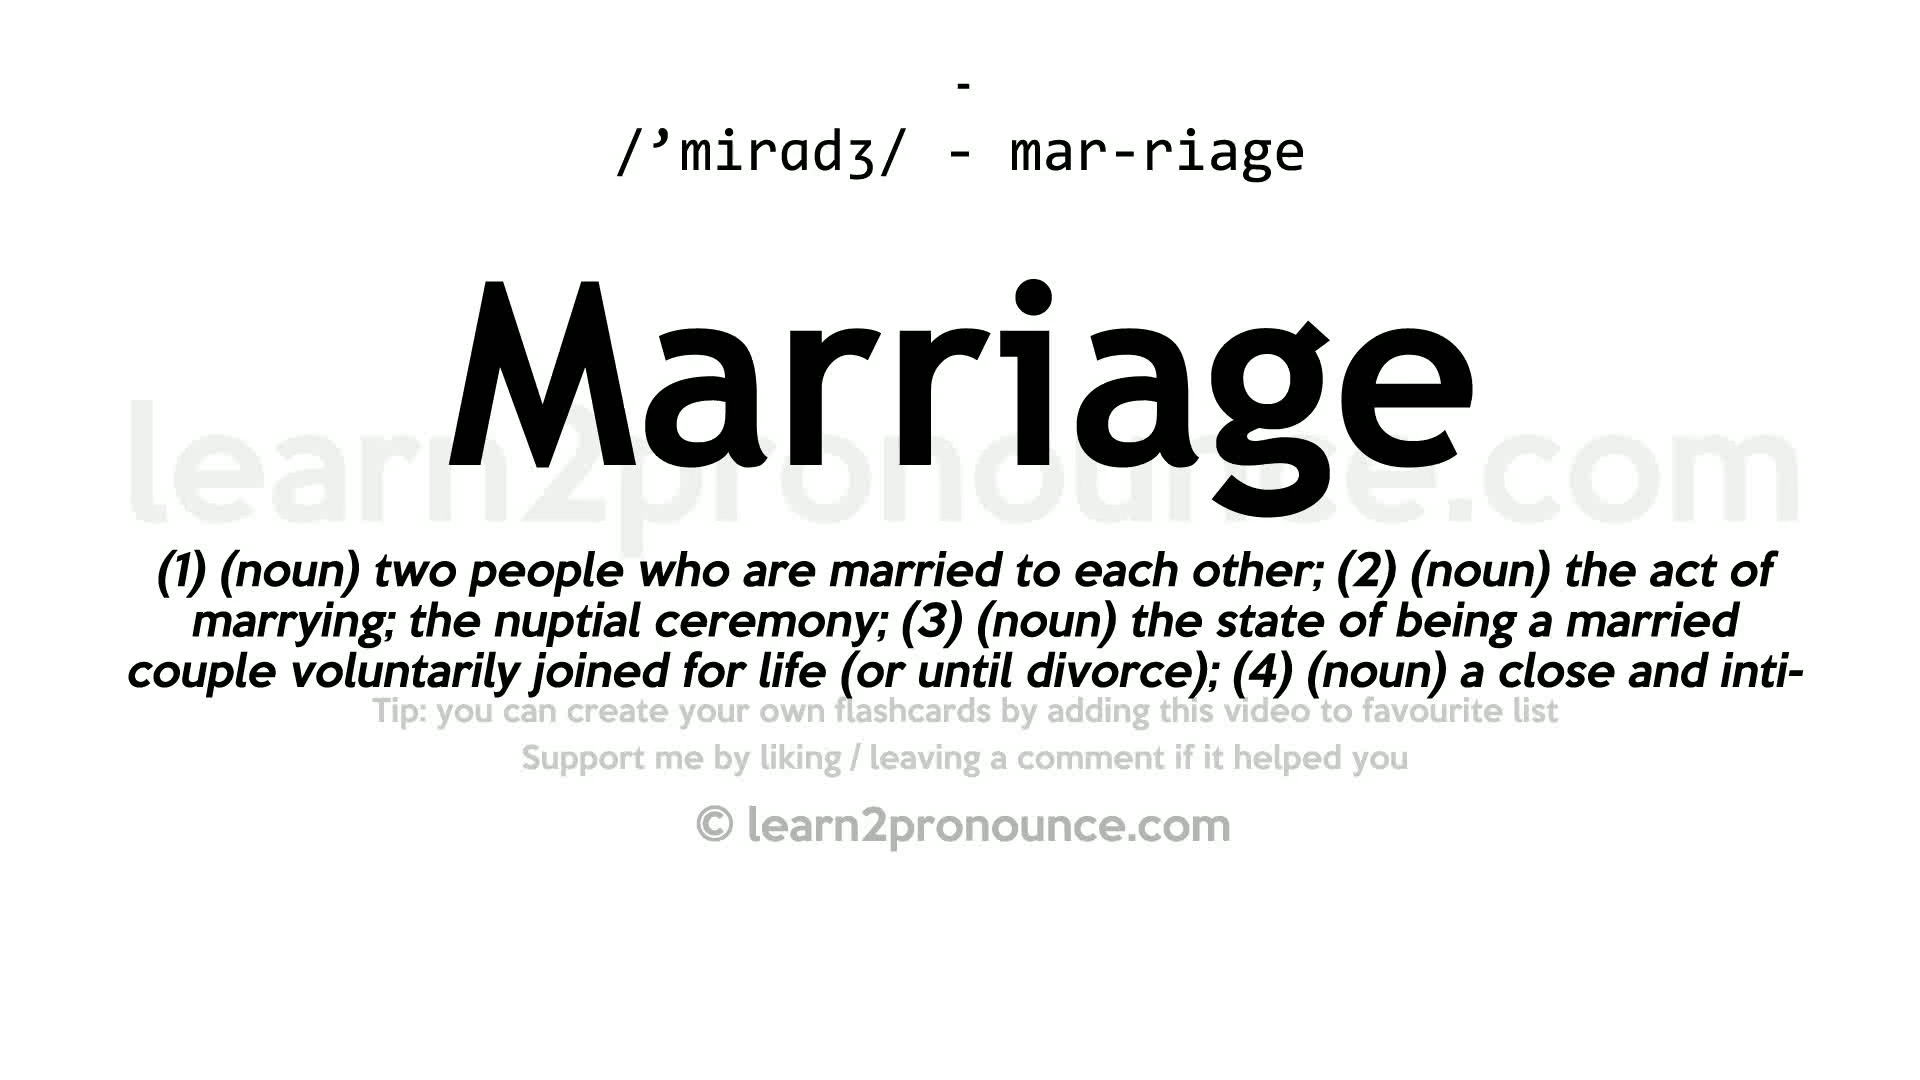 -
/’mirɑdʒ/ - mar-riage
Marriage
learn2pronounce.com
(1) (noun) two people who are married to each other; (2) (noun) the act of
marrying; the nuptial ceremony; (3) (noun) the state of being a married
couple voluntarily joined for life (or until divorce); (4) (noun) a close and inti-
Tip: you can create your own flashcards by adding this video to favourite list
Support me by liking / leaving a comment if it helped you
© learn2pronounce.com